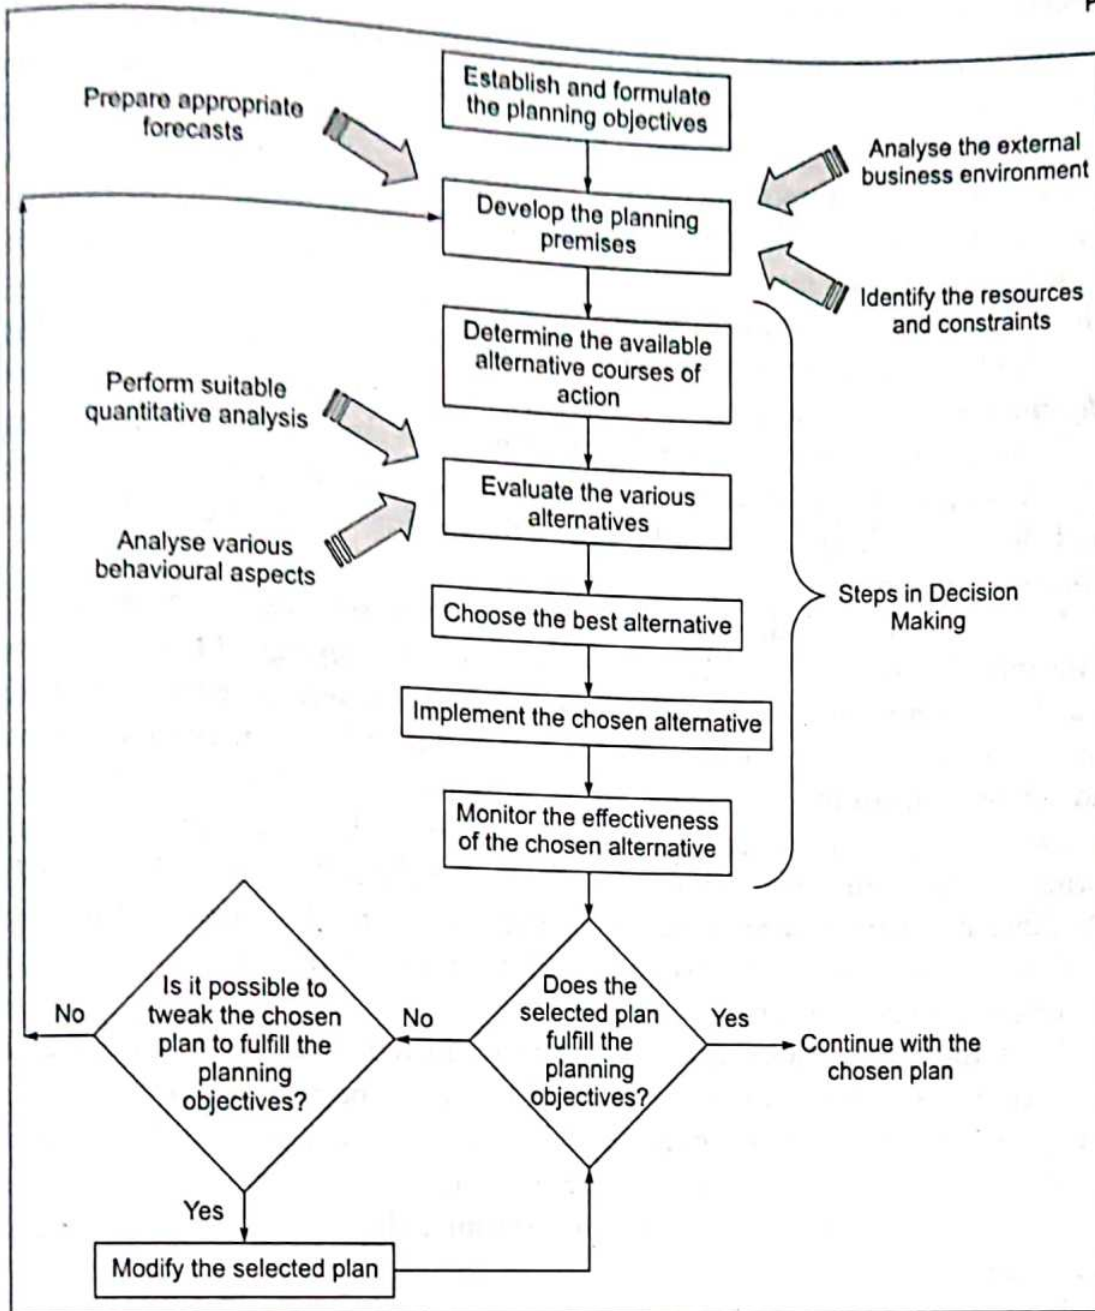 Establish and formulate
the planning objectives
Prepare appropriate
forecasts
Analyse the external
business environment
Develop the planning
premises
Identify the resources
and constraints
Determine the available
alternative courses of
action
Perform suitable
quantitative analysis
Evaluate the various
alternatives
Analyse various
behavioural aspects
Steps in Decision
Making
Choose the best alternative
Implement the chosen alternative
Monitor the effectiveness
of the chosen alternative
Does the
selected plan
fulfill the
planning
objectives?
Yes
Continue with the
chosen plan
No
Is it possible to
tweak the chosen
plan to fulfill the
planning
objectives?
No
Yes
Modify the selected plan